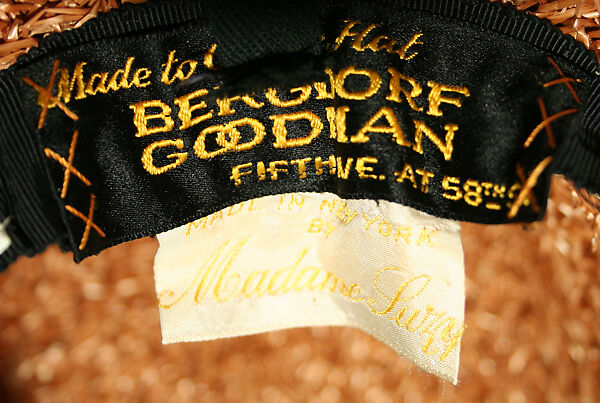 Made to Hat
BERGDORF
GOODMAN
FIFTH AVE. AT 58TH
MADE IN NEW YORK
BY
Madame Suzy